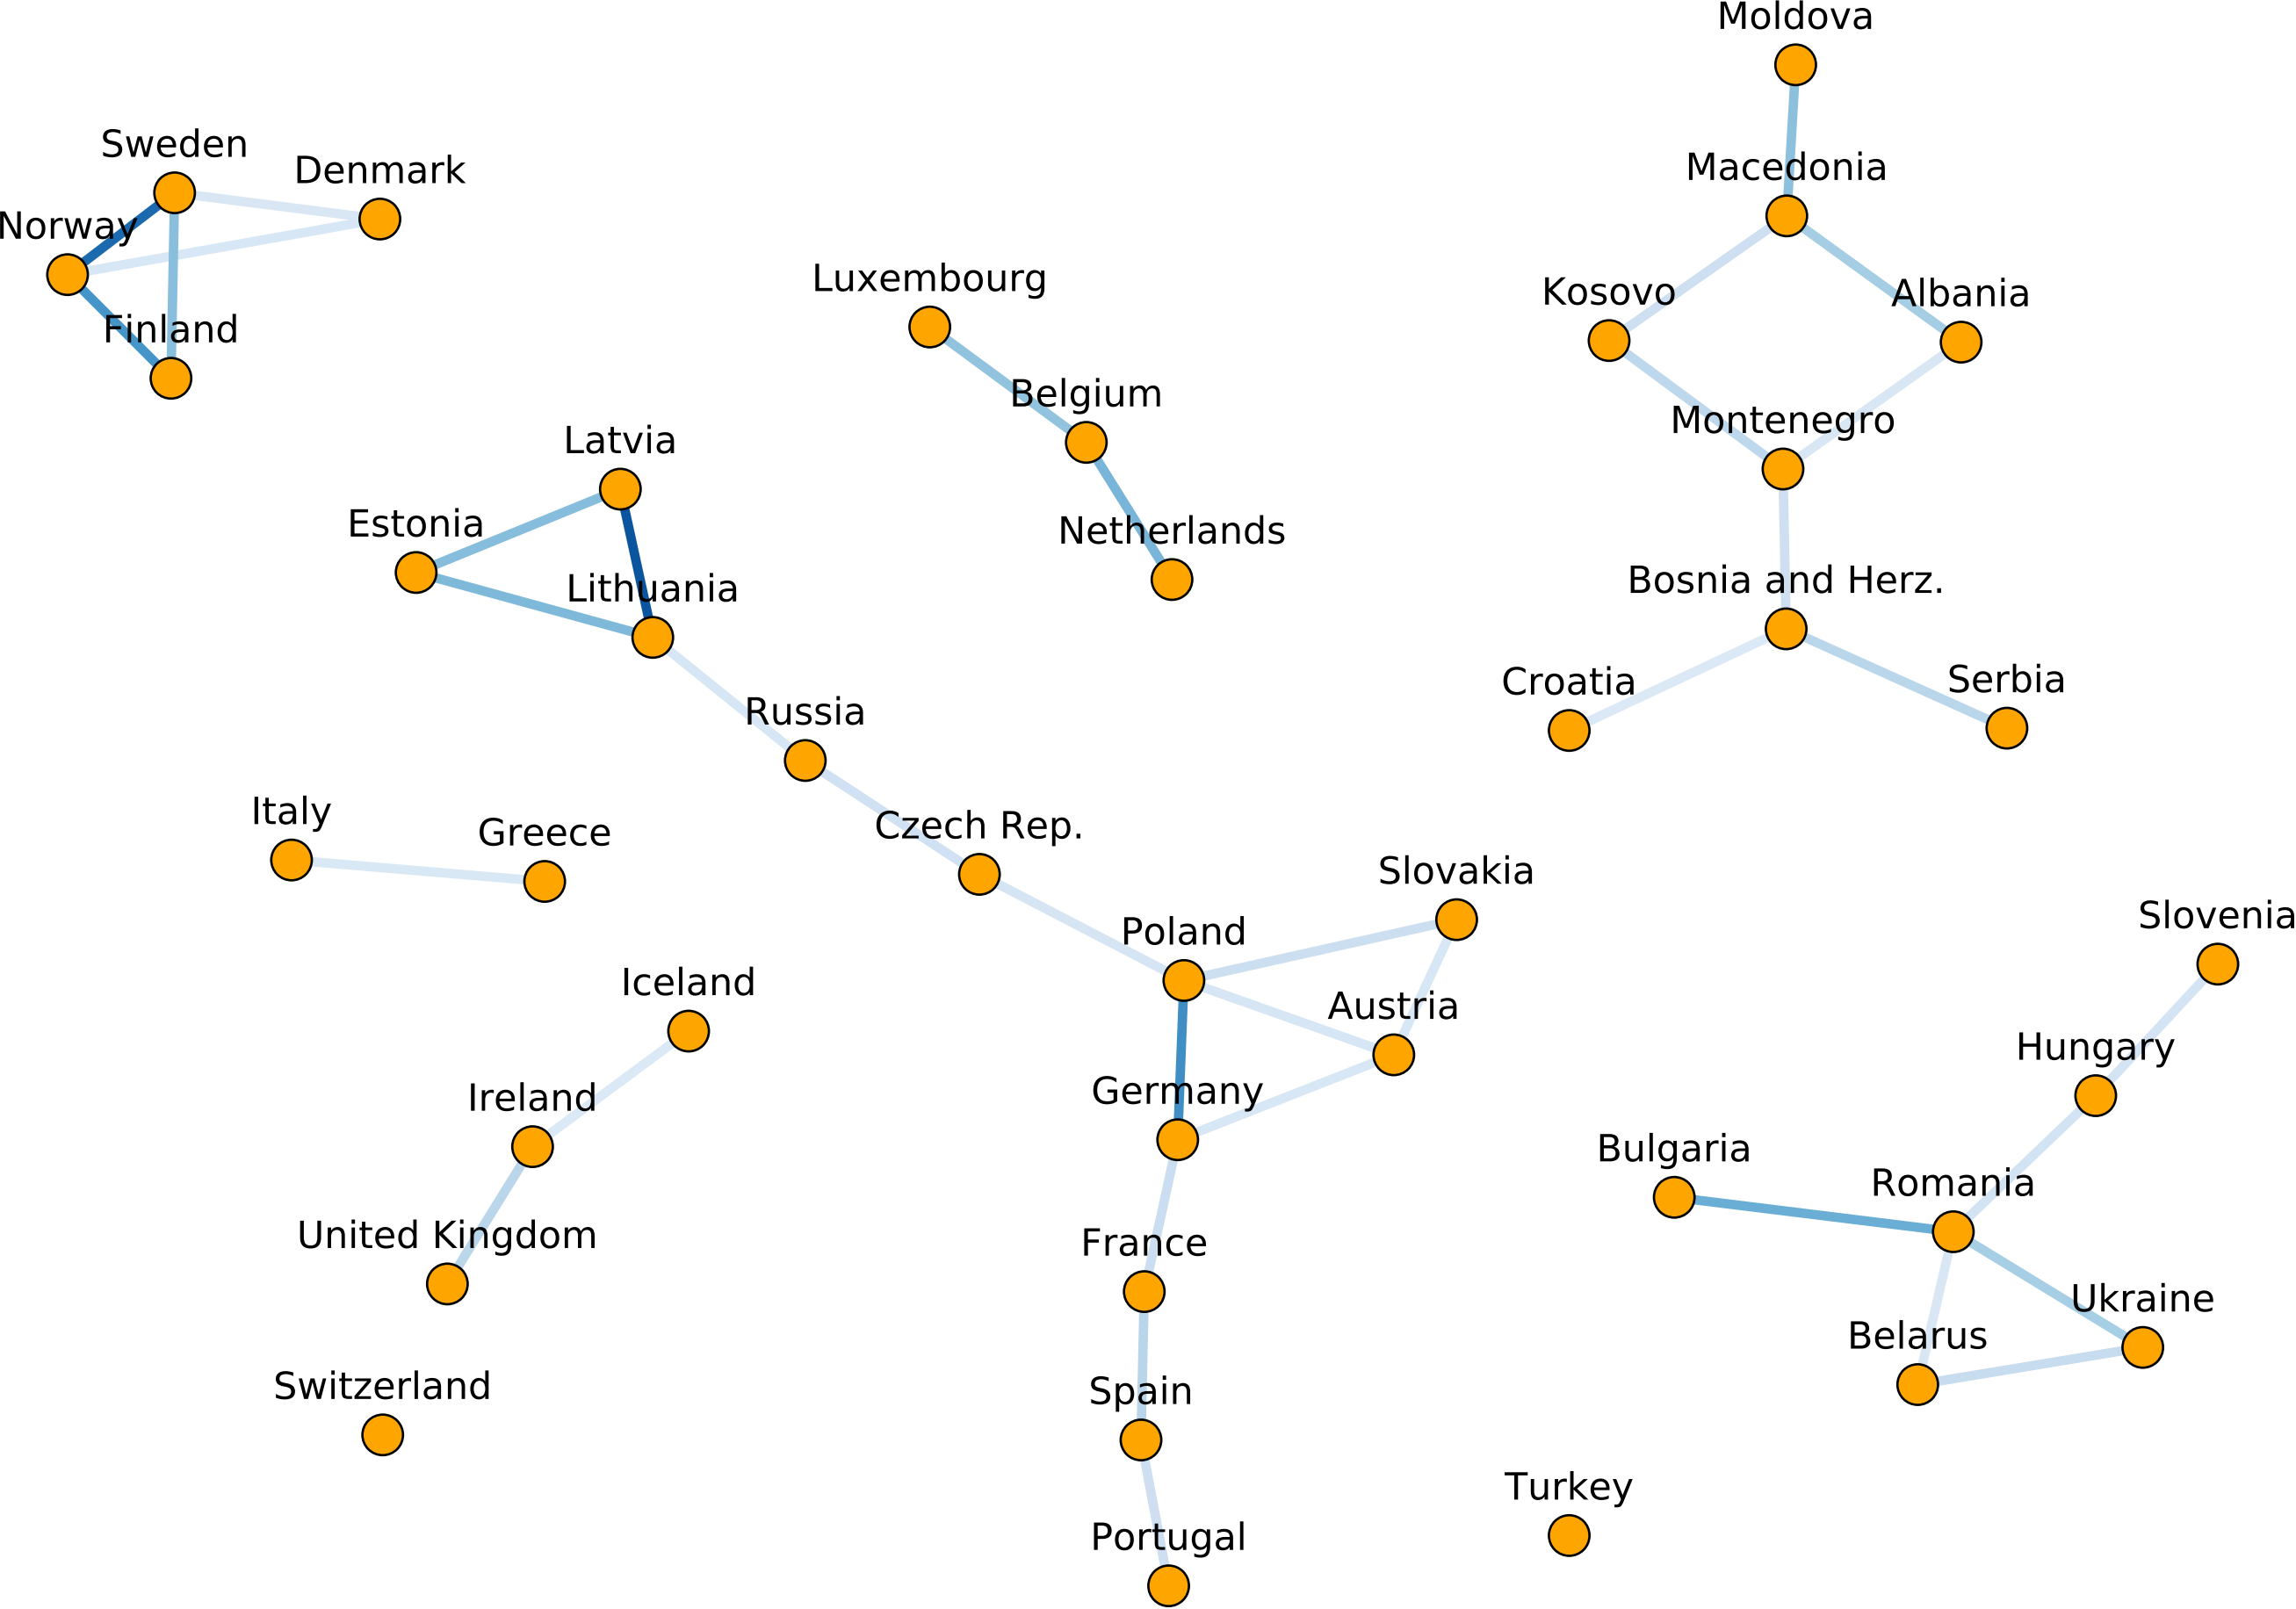 Moldova
Sweden
Denmark
Macedonia
Norway
Luxembourg
Kosovo
Albania
Finland
Belgium
Montenegro
Latvia
Estonia
Netherlands
Lithuania
Bosnia and Herz.
Croatia
Serbia
Russia
Italy
Greece
Czech Rep.
Slovakia
Slovenia
Poland
Iceland
Austria
Hungary
Ireland
Germany
Bulgaria
Romania
United Kingdom
France
Ukraine
Belarus
Switzerland
Spain
Turkey
Portugal